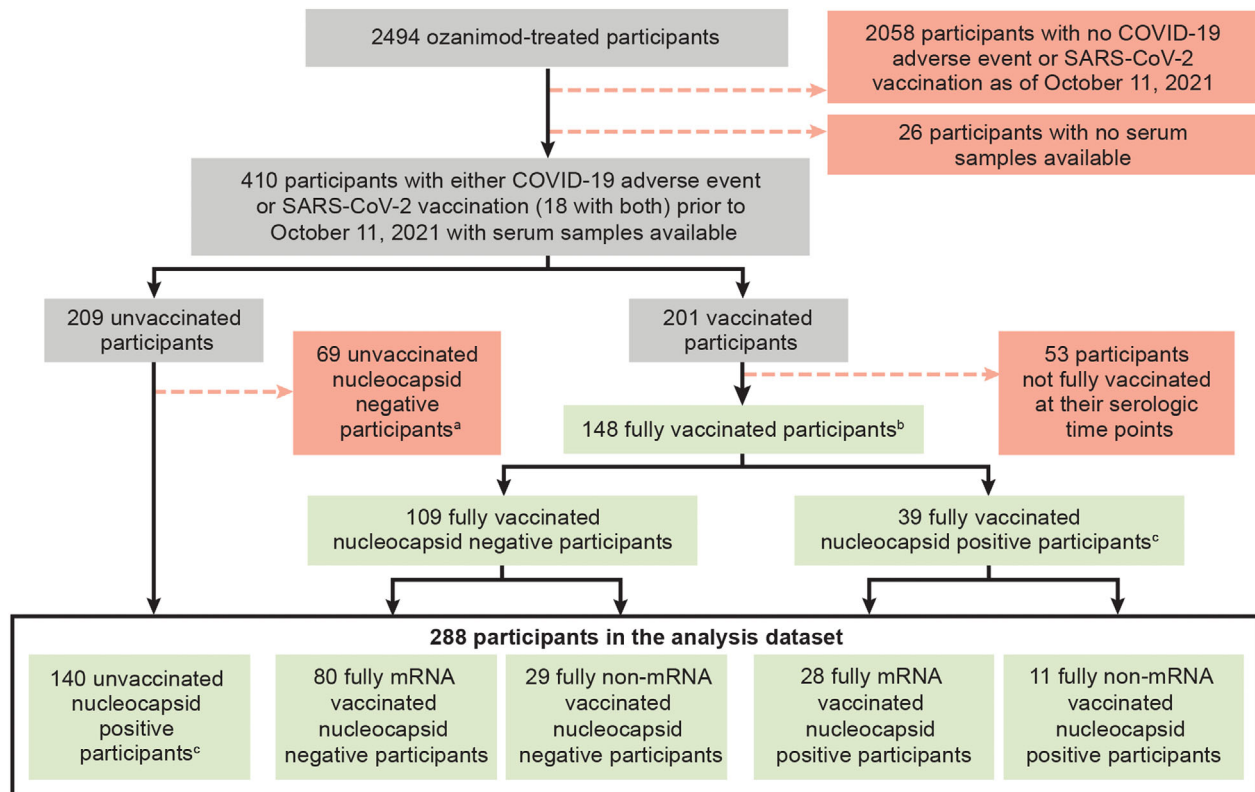 2494 ozanimod-treated participants
2058 participants with no COVID-19
adverse event or SARS-CoV-2
vaccination as of October 11, 2021
26 participants with no serum
samples available
410 participants with either COVID-19 adverse event
or SARS-CoV-2 vaccination (18 with both) prior to
October 11, 2021 with serum samples available
209 unvaccinated
participants
201 vaccinated
participants
69 unvaccinated
nucleocapsid
negative
participantsᵃ
53 participants
not fully vaccinated
at their serologic
time points
148 fully vaccinated participantsᵇ
109 fully vaccinated
nucleocapsid negative participants
39 fully vaccinated
nucleocapsid positive participantsᶜ
288 participants in the analysis dataset
140 unvaccinated
nucleocapsid
positive
participantsᶜ
80 fully mRNA
vaccinated
nucleocapsid
negative participants
29 fully non-mRNA
vaccinated
nucleocapsid
negative participants
28 fully mRNA
vaccinated
nucleocapsid
positive participants
11 fully non-mRNA
vaccinated
nucleocapsid
positive participants